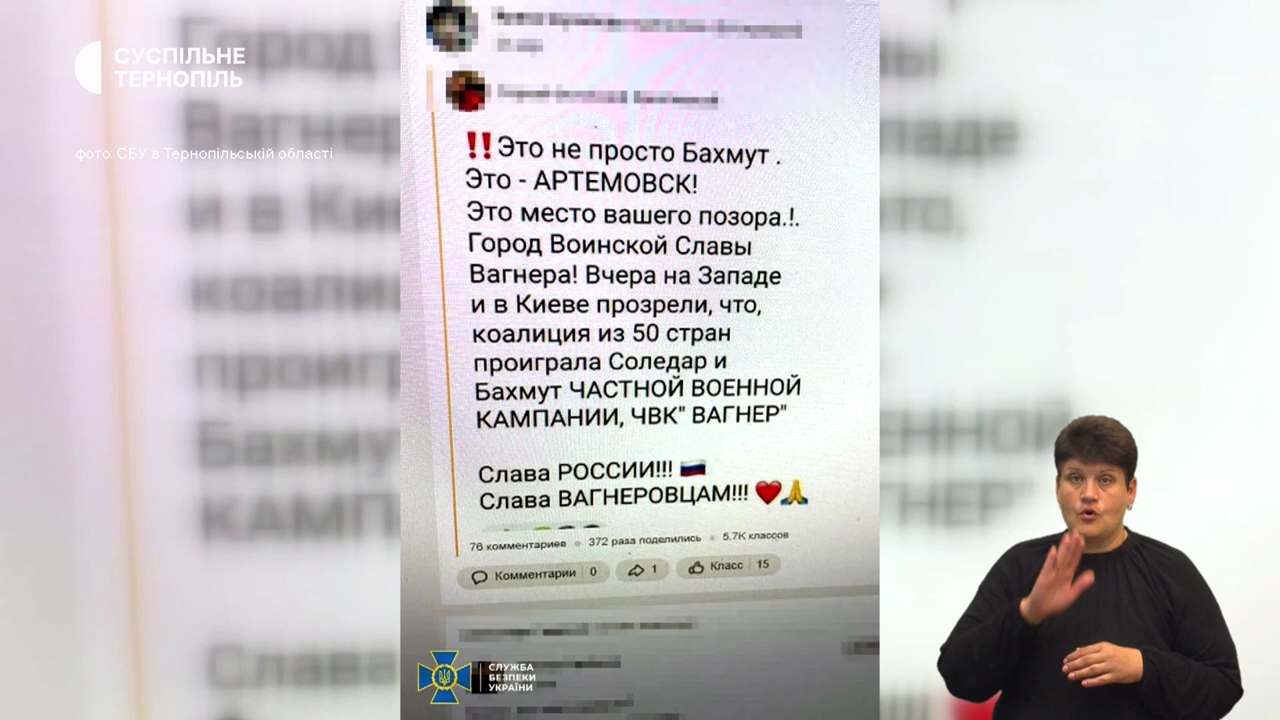 СУСПІЛЬНЕ
ТЕРНОПІЛЬ
фото: СБУ в Тернопільській області
‼️Это не просто Бахмут .
Это - АРТЕМОВСК!
Это место вашего позора.!.
Город Воинской Славы
Вагнера! Вчера на Западе
и в Киеве прозрели, что,
коалиция из 50 стран
проиграла Соледар и
Бахмут ЧАСТНОЙ ВОЕННОЙ
КАМПАНИИ, ЧВК" ВАГНЕР"
Слава РОССИИ!!! 🇷🇺
Слава ВАГНЕРОВЦАМ!!! ❤️🙏
76 комментариев • 372 раза поделились • 5.7K классов
Комментарии 0
1
Класс 15
СЛУЖБА
БЕЗПЕКИ
УКРАЇНИ